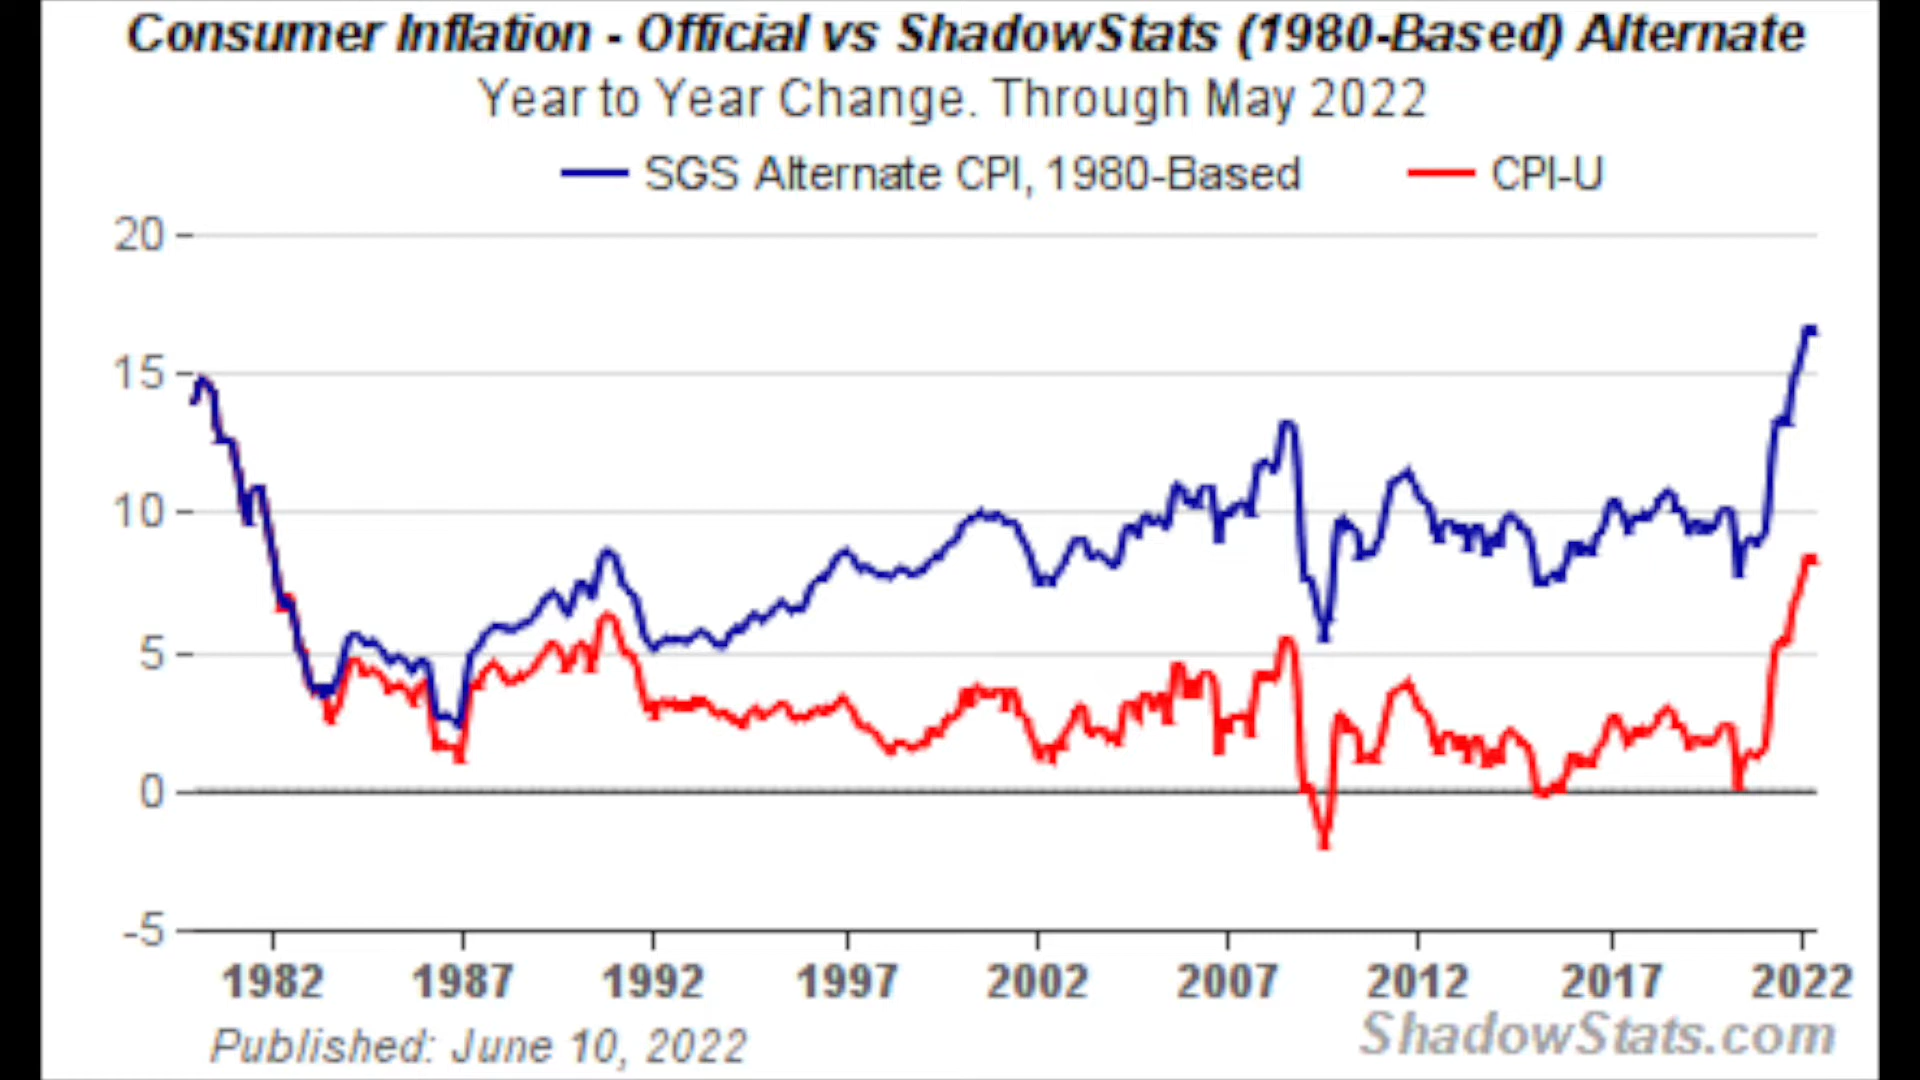 Consumer Inflation - Official vs ShadowStats (1980-Based) Alternate
Year to Year Change. Through May 2022
SGS Alternate CPI, 1980-Based CPI-U
20
15
10
5
0
-5
1982 1987 1992 1997 2002 2007 2012 2017 2022
Published: June 10, 2022 ShadowStats.com